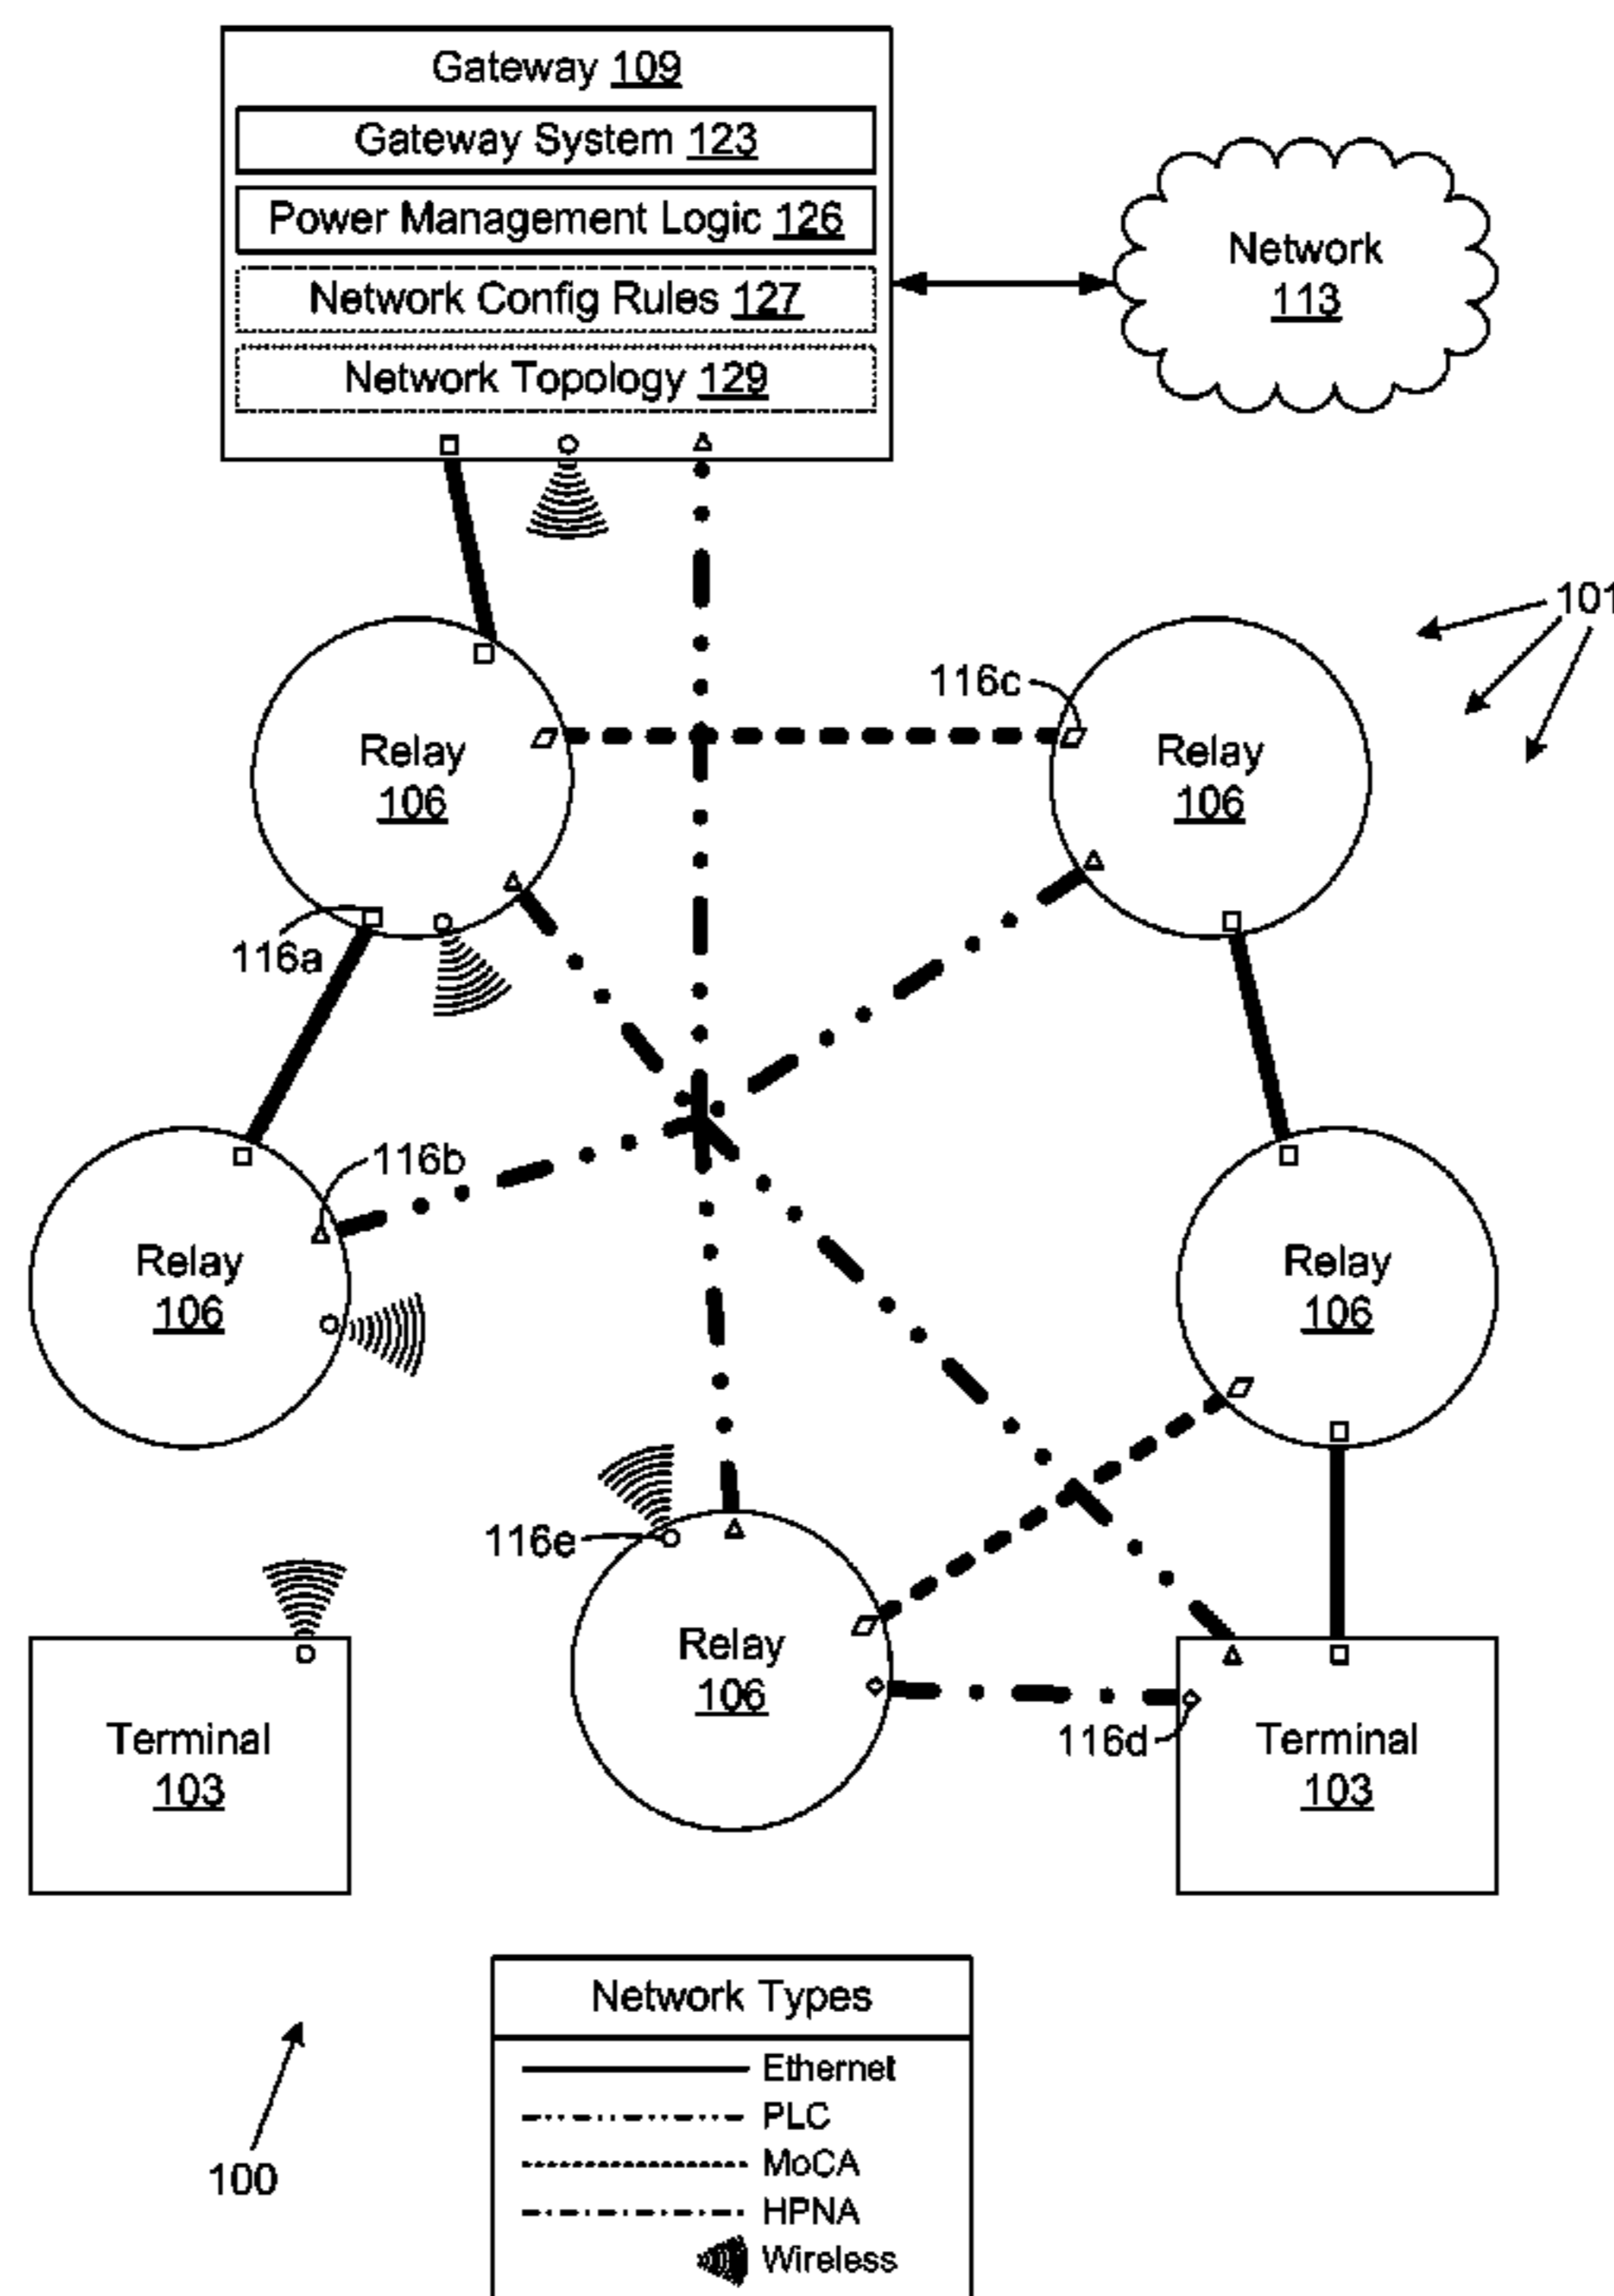 Gateway 109
Gateway System 123
Power Management Logic 126
Network Config Rules 127
Network Topology 129
Network
113
101
116c
Relay
106
Relay
106
116a
116b
Relay
106
Relay
106
116e
Relay
106
116d
Terminal
103
Terminal
103
Network Types
Ethernet
PLC
MoCA
HPNA
Wireless
100